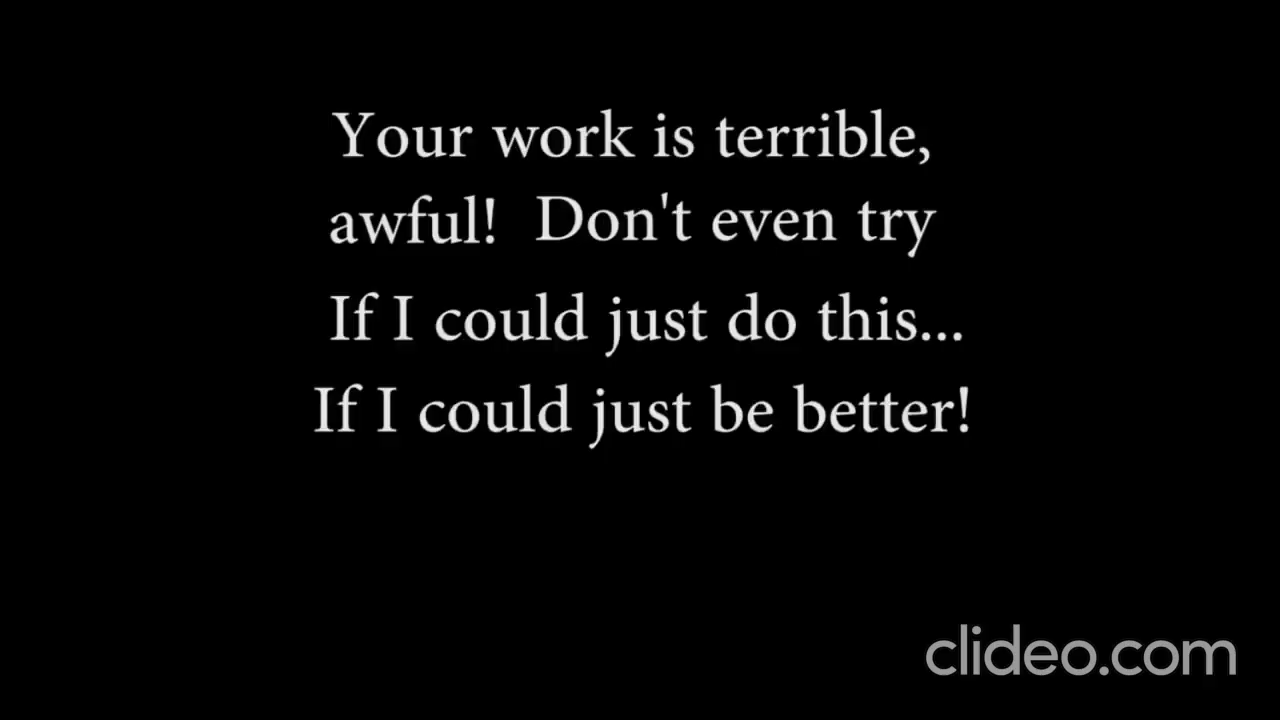 Your work is terrible,
awful! Don't even try
If I could just do this...
If I could just be better!
clideo.com